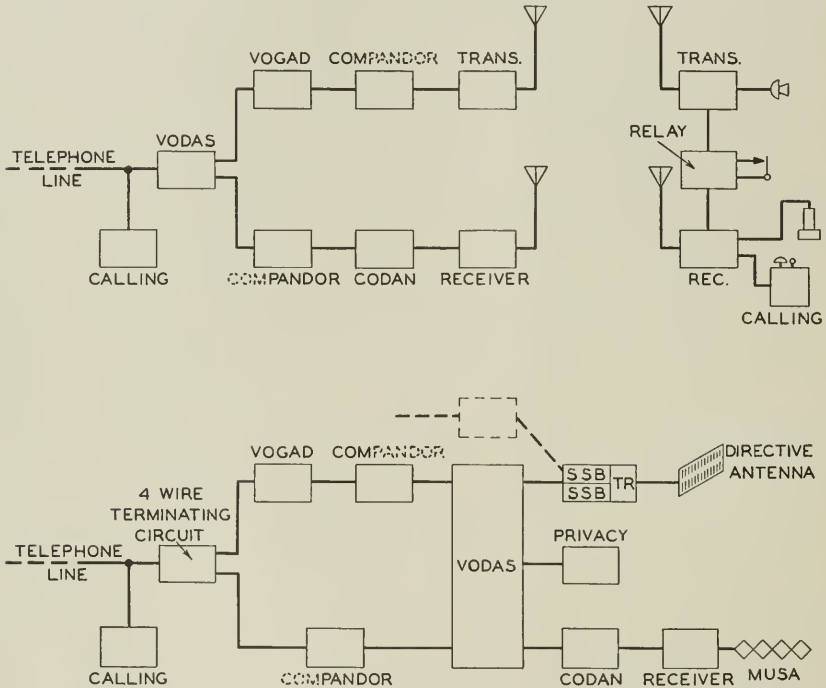 VOGAD COMPANDOR TRANS.
TRANS.
VODAS
RELAY
TELEPHONE
LINE
CALLING
COMPANDOR CODAN RECEIVER
REC.
CALLING
VOGAD COMPANDOR
DIRECTIVE
ANTENNA
SSB
SSB
TR
4 WIRE
TERMINATING
CIRCUIT
PRIVACY
TELEPHONE
LINE
VODAS
CALLING
COMPANDOR
CODAN RECEIVER MUSA